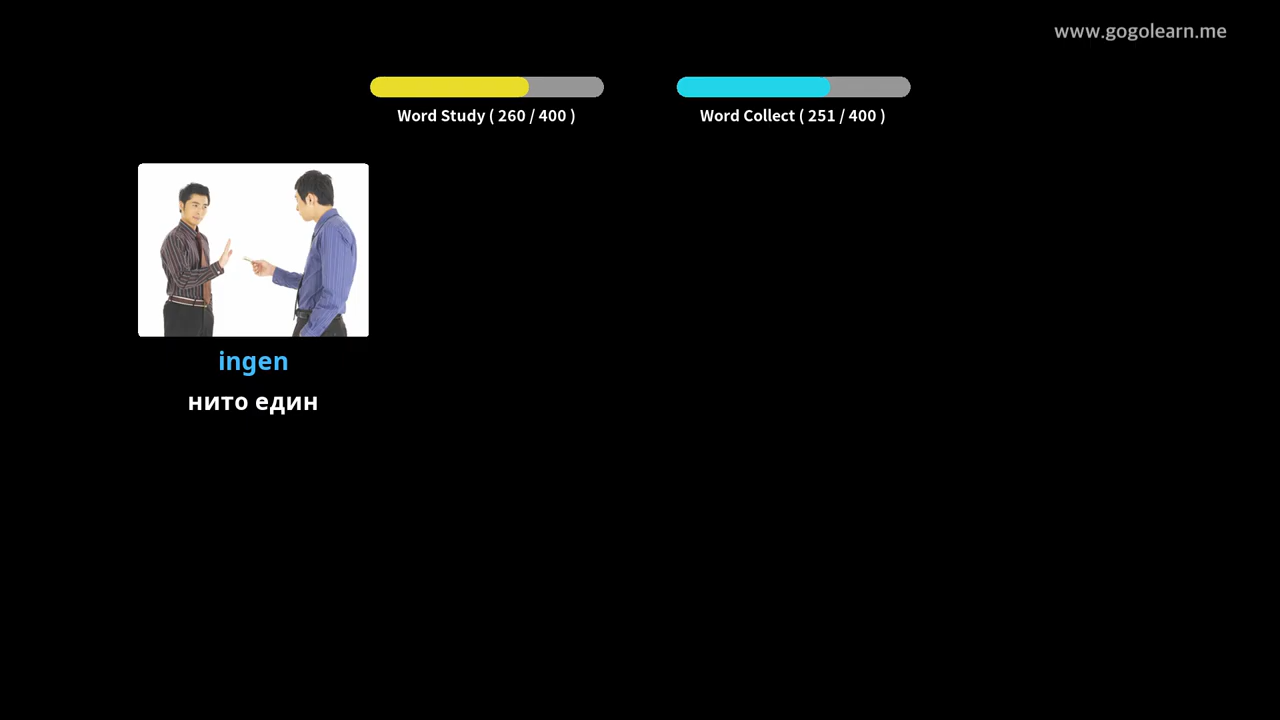 www.gogolearn.me
Word Study ( 260 / 400 )
Word Collect ( 251 / 400 )
ingen
нито един